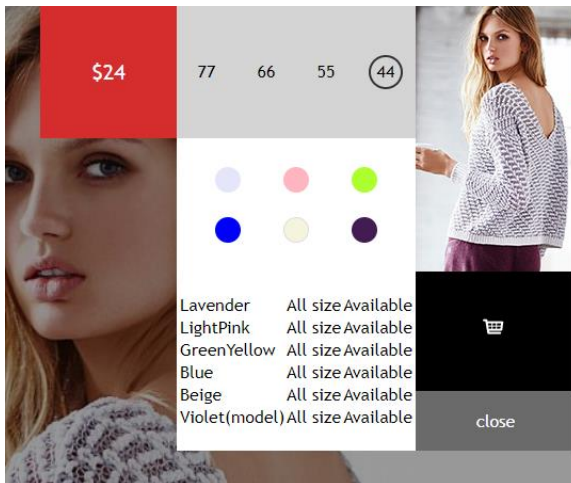 $24
77 66 55 44
Lavender All size Available
LightPink All size Available
GreenYellow All size Available
Blue All size Available
Beige All size Available
Violet(model) All size Available
close